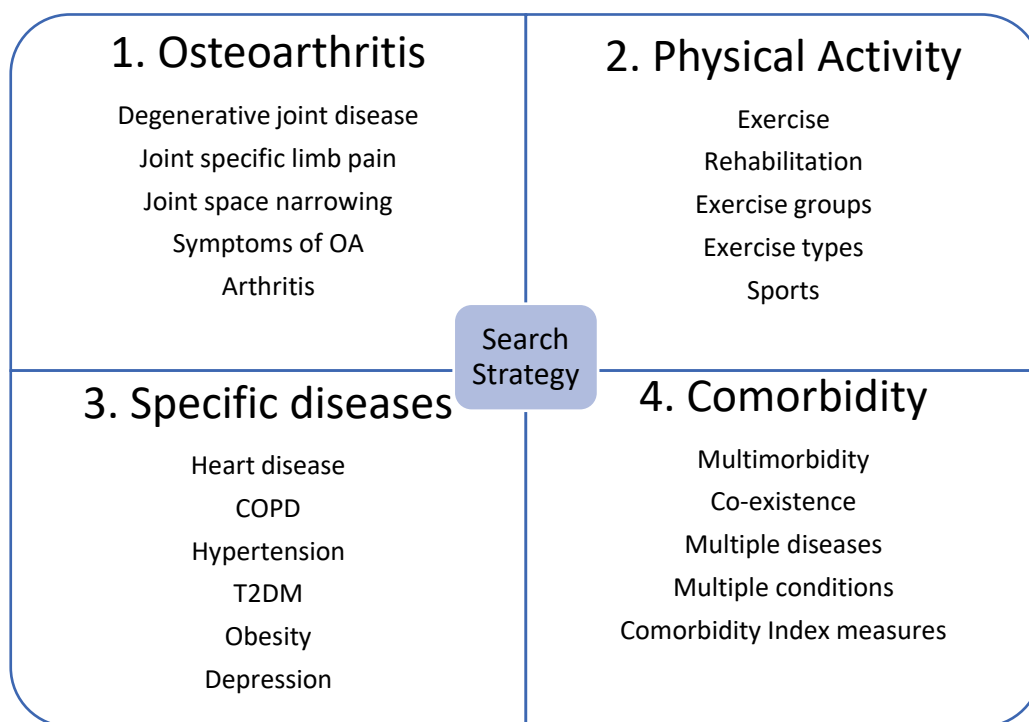 1. Osteoarthritis
Degenerative joint disease
Joint specific limb pain
Joint space narrowing
Symptoms of OA
Arthritis
2. Physical Activity
Exercise
Rehabilitation
Exercise groups
Exercise types
Sports
Search
Strategy
3. Specific diseases
Heart disease
COPD
Hypertension
T2DM
Obesity
Depression
4. Comorbidity
Multimorbidity
Co-existence
Multiple diseases
Multiple conditions
Comorbidity Index measures